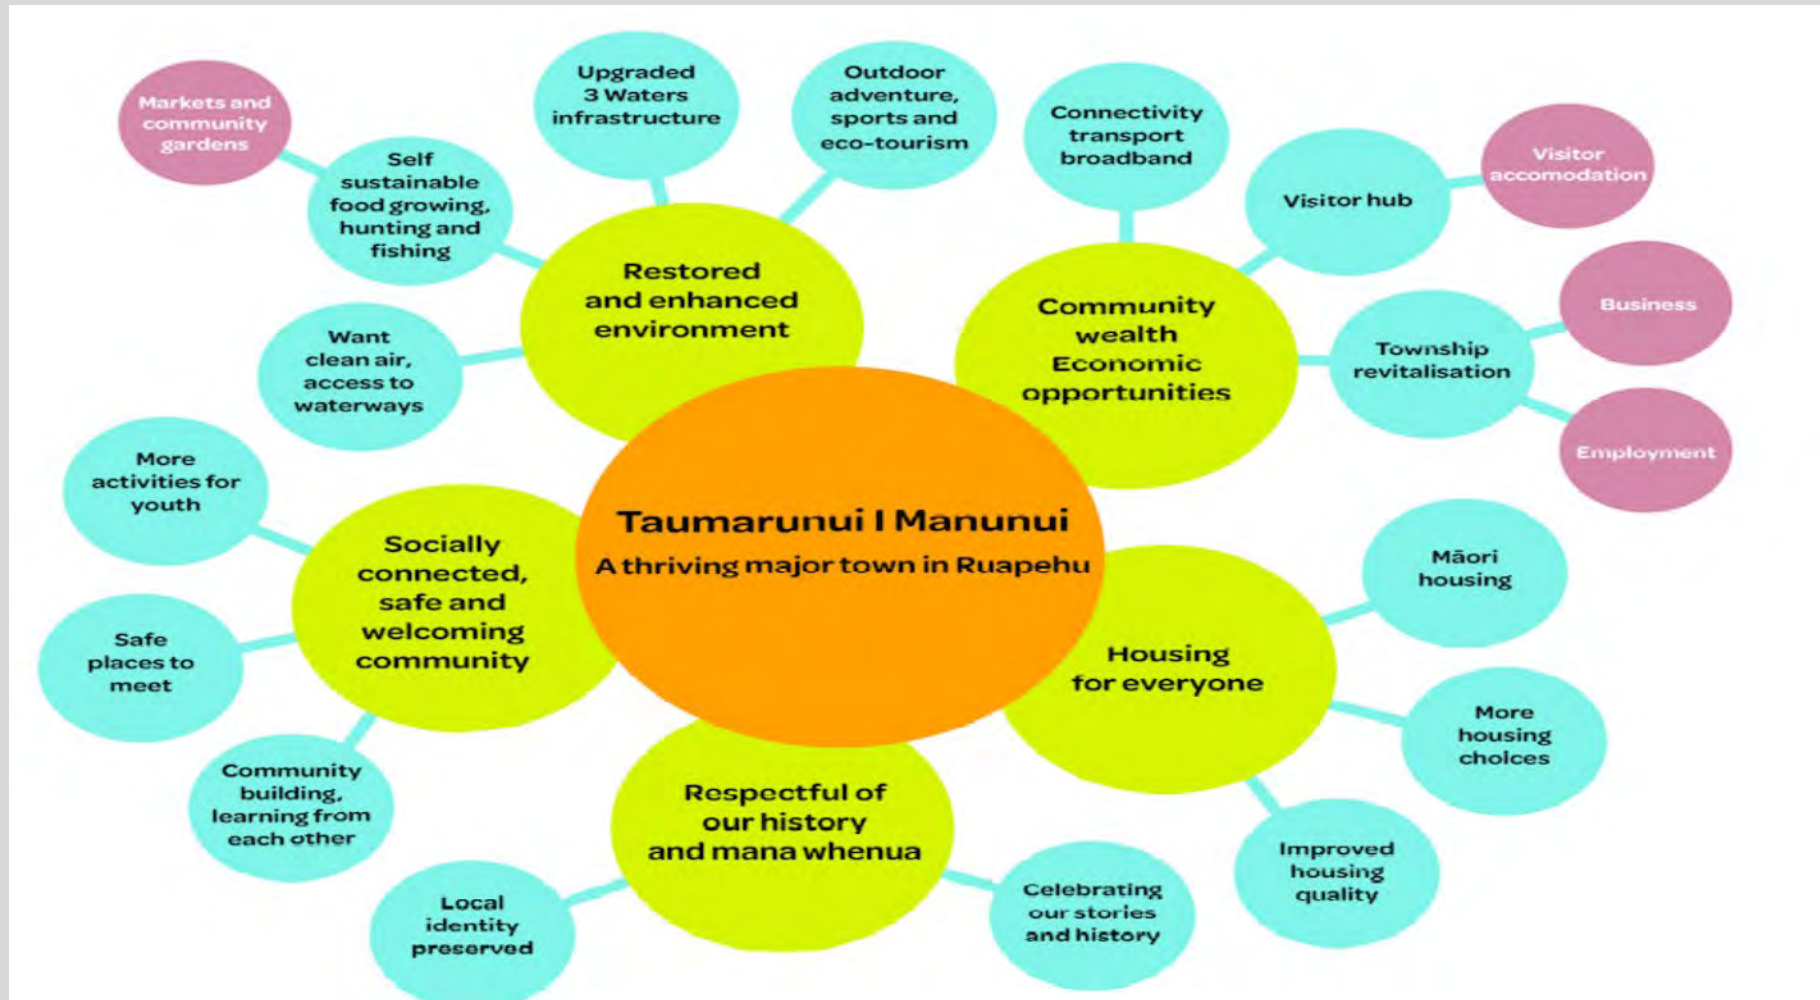 Markets and
community
gardens
Self
sustainable
food growing,
hunting and
fishing
Upgraded
3 Waters
infrastructure
Outdoor
adventure,
sports and
eco-tourism
Want
clean air,
access to
waterways
Restored
and enhanced
environment
Connectivity
transport
broadband
Visitor hub
Visitor
accomodation
Community
wealth
Economic
opportunities
Township
revitalisation
Business
Employment
More
activities for
youth
Safe
places to
meet
Community
building,
learning from
each other
Socially
connected,
safe and
welcoming
community
Taumarunui I Manunui
A thriving major town in Ruapehu
Housing
for everyone
Māori
housing
More
housing
choices
Improved
housing
quality
Respectful of
our history
and mana whenua
Local
identity
preserved
Celebrating
our stories
and history